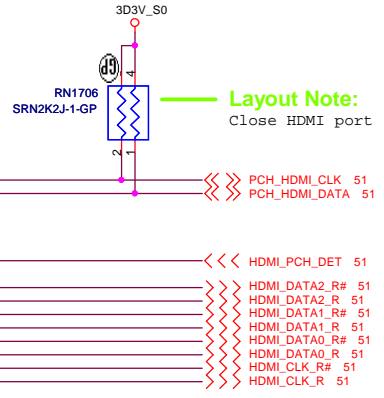 3D3V_S0
RN1706
SRN2K2J-1-GP
4
2
1
Layout Note:
Close HDMI port
PCH_HDMI_CLK 51
PCH_HDMI_DATA 51
HDMI_PCH_DET 51
HDMI_DATA2_R# 51
HDMI_DATA2_R 51
HDMI_DATA1_R# 51
HDMI_DATA1_R 51
HDMI_DATA0_R# 51
HDMI_DATA0_R 51
HDMI_CLK_R# 51
HDMI_CLK_R 51